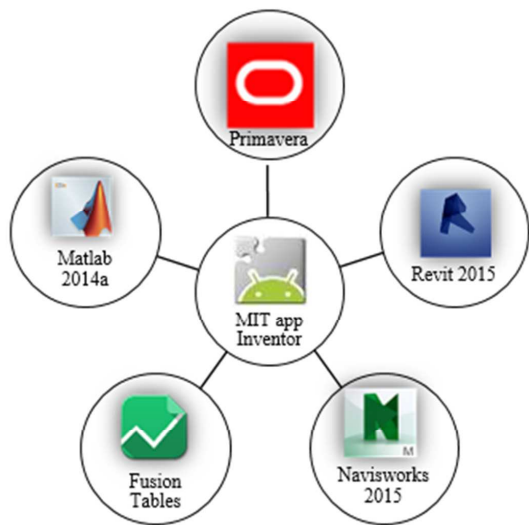 Primavera
Matlab
2014a
Revit 2015
MIT app
Inventor
Fusion
Tables
M
Navisworks
2015